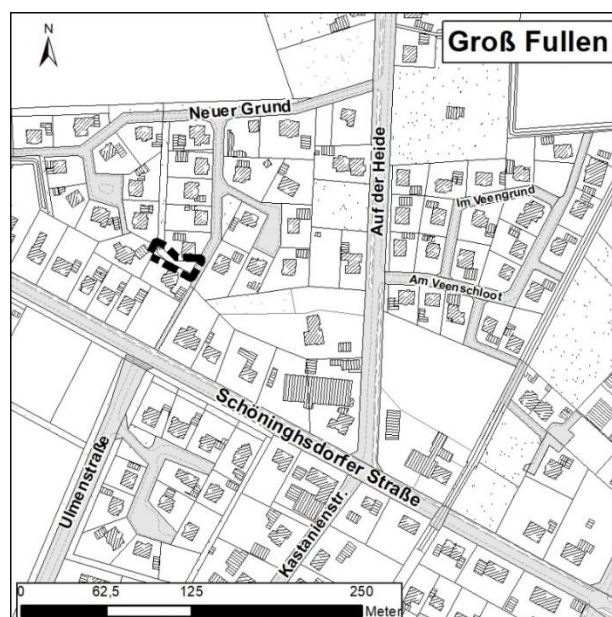 N
Groß Fullen
Neuer Grund
Auf der Heide
Im Veengrund
Am Veenschloot
Schöninghsdorfer Straße
Ulmenstraße
Kastanienstr.
0 62,5 125 250
Meter